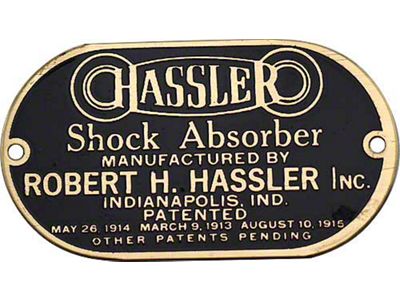 HASSLER
Shock Absorber
MANUFACTURED BY
ROBERT H. HASSLER INC.
INDIANAPOLIS, IND.
PATENTED
MAY 26, 1914 MARCH 9, 1913 AUGUST 10, 1915
OTHER PATENTS PENDING